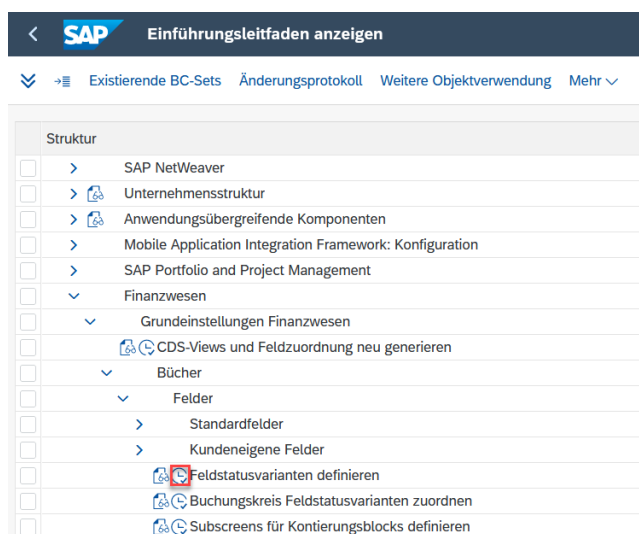 SAP Einführungsleitfaden anzeigen
Existierende BC-Sets Änderungsprotokoll Weitere Objektverwendung Mehr
Struktur
SAP NetWeaver
Unternehmensstruktur
Anwendungsübergreifende Komponenten
Mobile Application Integration Framework: Konfiguration
SAP Portfolio and Project Management
Finanzwesen
Grundeinstellungen Finanzwesen
CDS-Views und Feldzuordnung neu generieren
Bücher
Felder
Standardfelder
Kundeneigene Felder
Feldstatusvarianten definieren
Buchungskreis Feldstatusvarianten zuordnen
Subscreens für Kontierungsblocks definieren